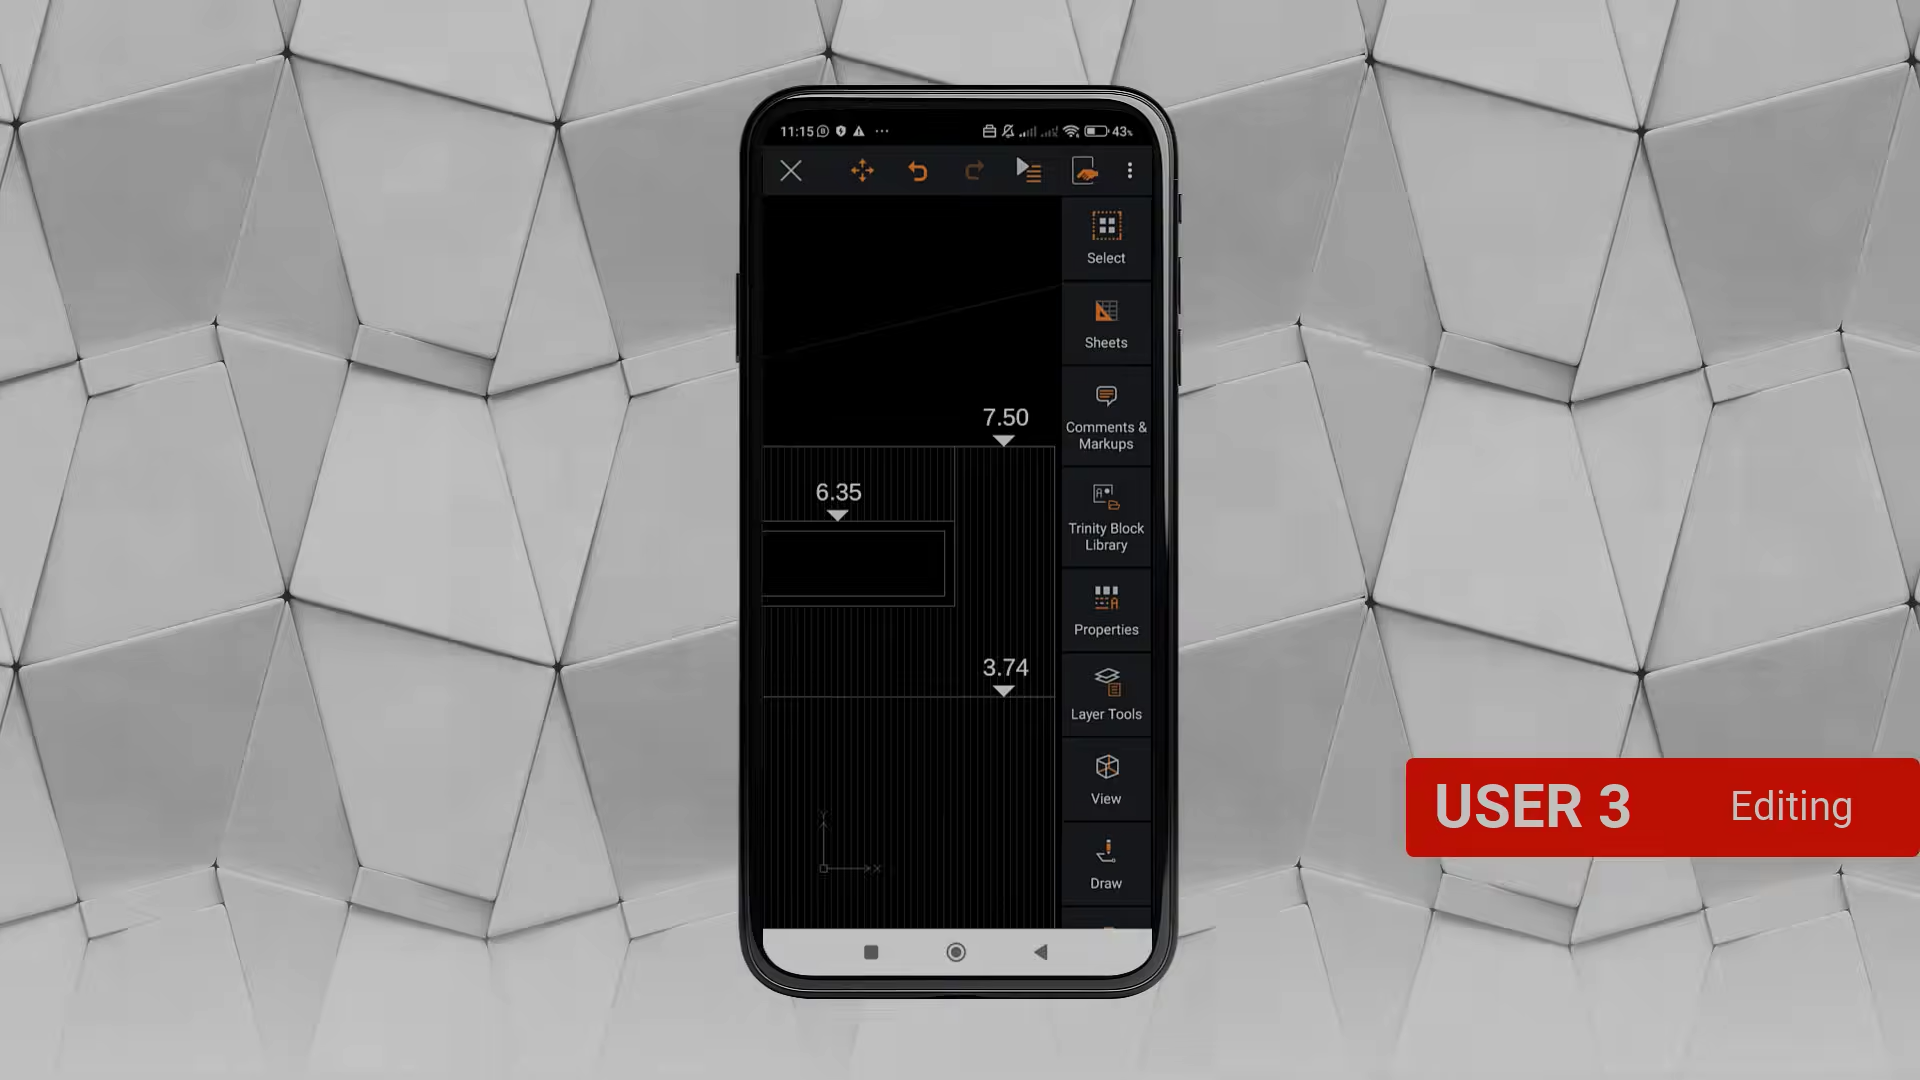 11:15
43%
Select
Sheets
7.50
Comments &
Markups
6.35
Trinity Block
Library
Properties
3.74
Layer Tools
View
USER 3 Editing
Y
X
Draw